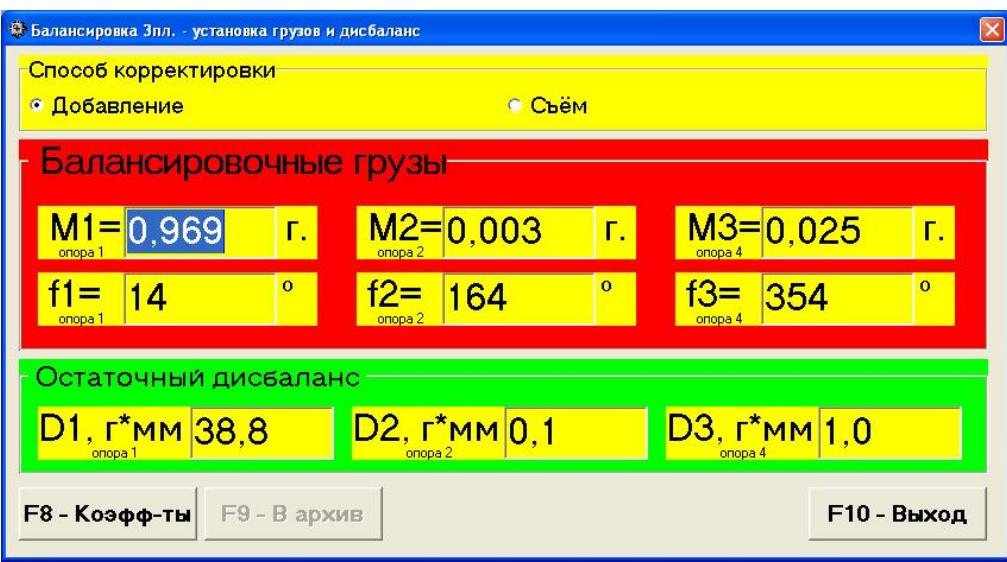 Балансировка 3пл. - установка грузов и дисбаланс
Способ корректировки
Добавление Съём
Балансировочные грузы
М1= 0,969 г. М2= 0,003 г. М3= 0,025 г.
опора 1 опора 2 опора 4
f1= 14 ° f2= 164 ° f3= 354 °
опора 1 опора 2 опора 4
Остаточный дисбаланс
D1, г*мм 38,8 D2, г*мм 0,1 D3, г*мм 1,0
опора 1 опора 2 опора 4
F8 - Коэфф-ты F9 - В архив F10 - Выход